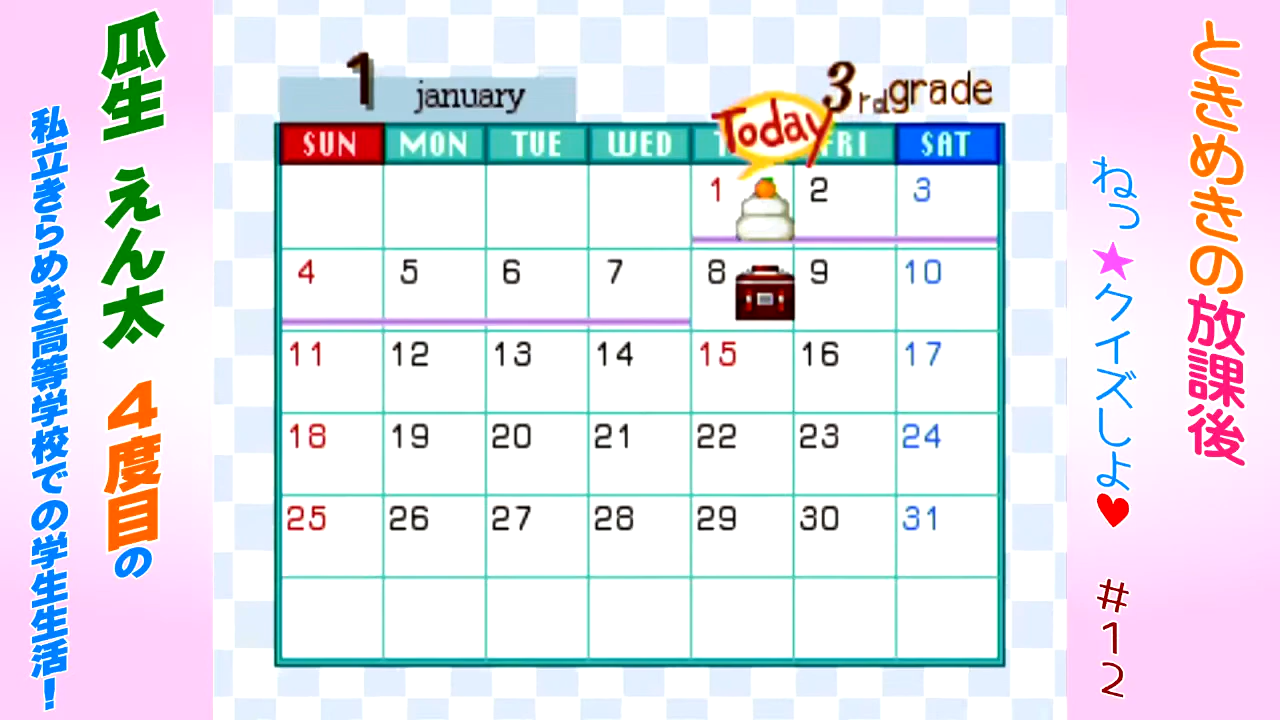 ときめきの放課後
ねっ★クイズしよ♥ #12
瓜生 えん太 4度目の
私立きらめき高等学校での学生生活！
1 january
3rd grade
Today
SUN MON TUE WED T FRI SAT
1 2 3
4 5 6 7 8 9 10
11 12 13 14 15 16 17
18 19 20 21 22 23 24
25 26 27 28 29 30 31